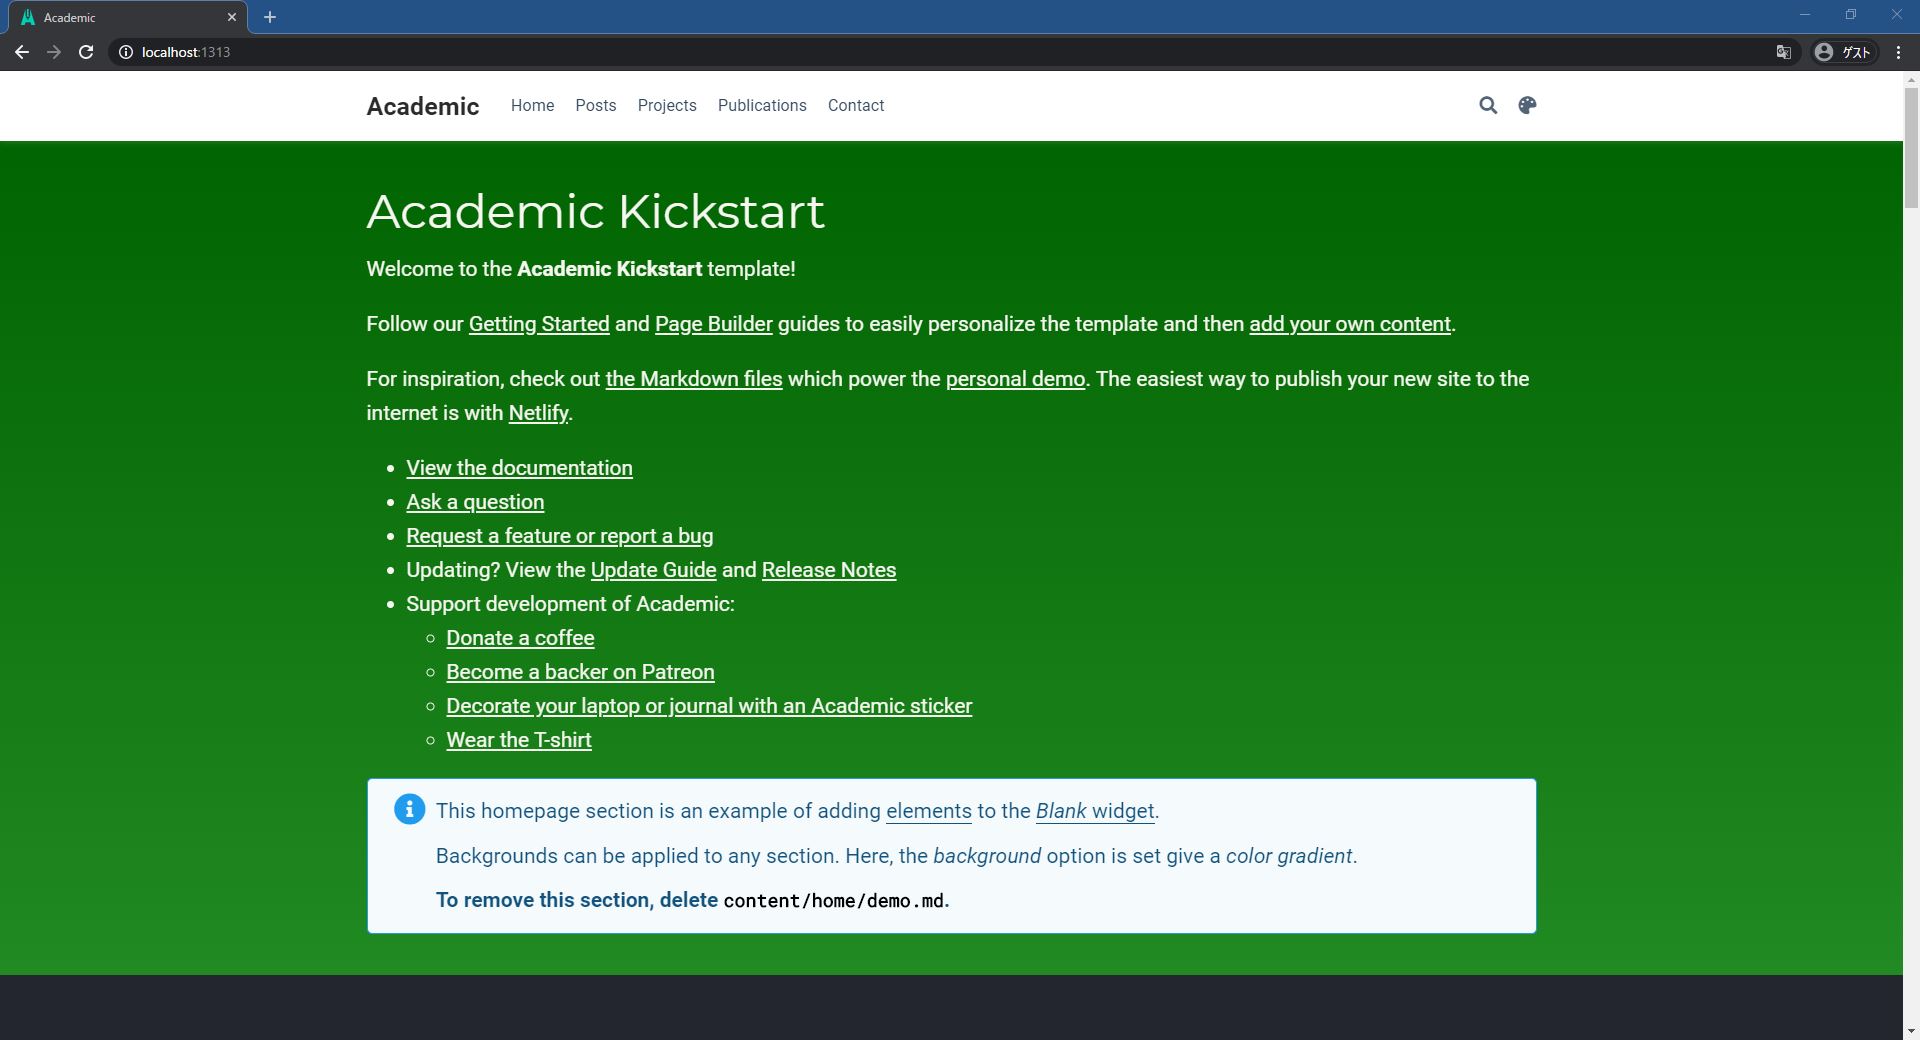 Academic
localhost:1313
ゲスト
Academic
Home Posts Projects Publications Contact
Academic Kickstart
Welcome to the Academic Kickstart template!
Follow our Getting Started and Page Builder guides to easily personalize the template and then add your own content.
For inspiration, check out the Markdown files which power the personal demo. The easiest way to publish your new site to the
internet is with Netlify.
View the documentation
Ask a question
Request a feature or report a bug
Updating? View the Update Guide and Release Notes
Support development of Academic:
Donate a coffee
Become a backer on Patreon
Decorate your laptop or journal with an Academic sticker
Wear the T-shirt
This homepage section is an example of adding elements to the Blank widget.
Backgrounds can be applied to any section. Here, the background option is set give a color gradient.
To remove this section, delete content/home/demo.md.